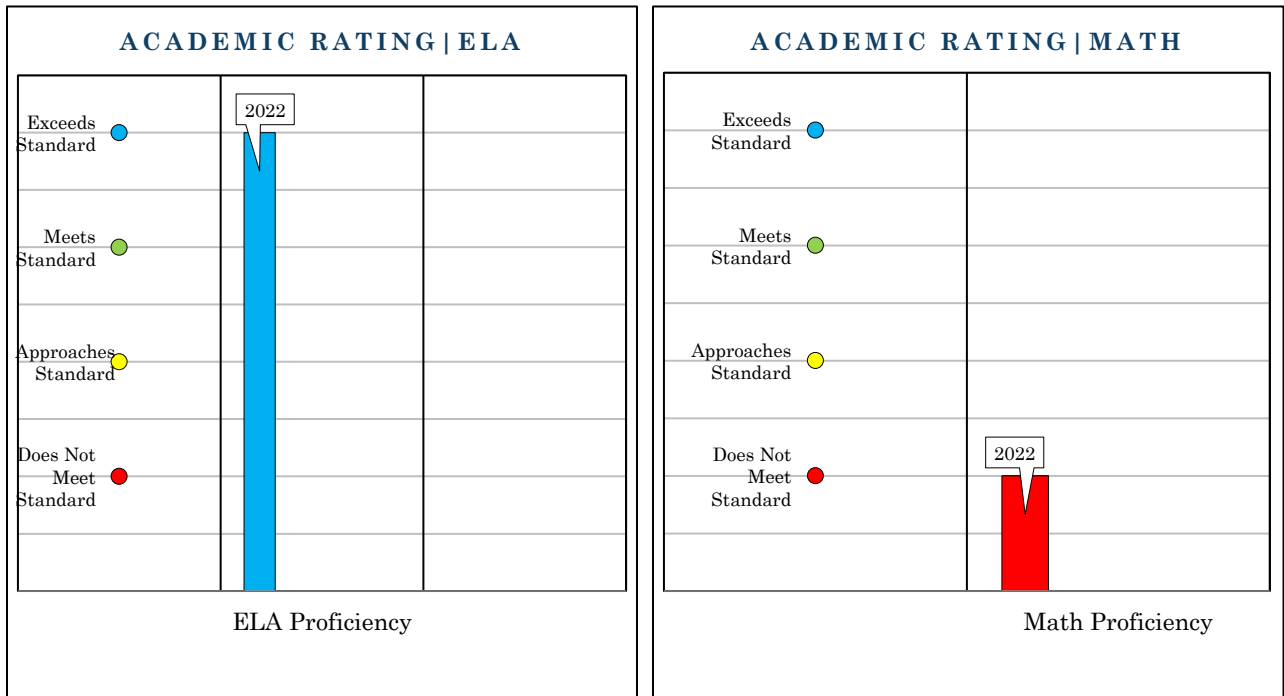 ACADEMIC RATING|ELA
2022
Exceeds
Standard
Meets
Standard
Approaches
Standard
Does Not
Meet
Standard
ELA Proficiency
ACADEMIC RATING|MATH
Exceeds
Standard
Meets
Standard
Approaches
Standard
2022
Does Not
Meet
Standard
Math Proficiency